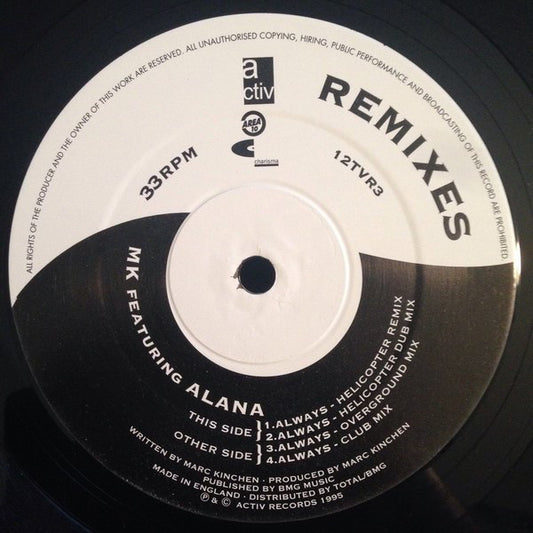 ALL RIGHTS OF THE PRODUCER AND THE OWNER OF THIS WORK ARE RESERVED. ALL UNAUTHORISED COPYING, HIRING, PUBLIC PERFORMANCE AND BROADCASTING OF THIS RECORD ARE PROHIBITED.
a
ctiv
AREA
10
charisma
REMIXES
33RPM
12TVR3
MK FEATURING ALANA
THIS SIDE
1.ALWAYS - HELICOPTER REMIX
2.ALWAYS - HELICOPTER DUB MIX
OTHER SIDE
3.ALWAYS - OVERGROUND MIX
4.ALWAYS - CLUB MIX
WRITTEN BY MARC KINCHEN - PRODUCED BY MARC KINCHEN
PUBLISHED BY BMG MUSIC
MADE IN ENGLAND - DISTRIBUTED BY TOTAL/BMG
℗ & © ACTIV RECORDS 1995